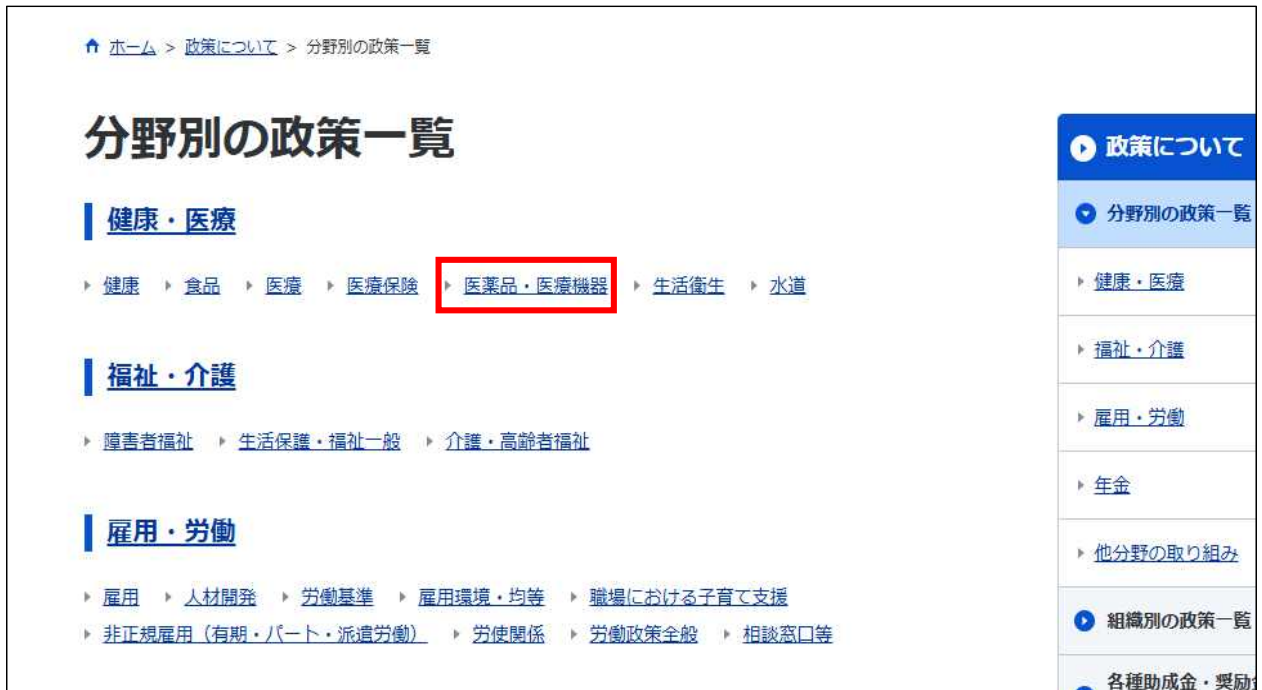 ホーム > 政策について > 分野別の政策一覧
分野別の政策一覧
健康・医療
健康 食品 医療 医療保険 医薬品・医療機器 生活衛生 水道
福祉・介護
障害者福祉 生活保護・福祉一般 介護・高齢者福祉
雇用・労働
雇用 人材開発 労働基準 雇用環境・均等 職場における子育て支援
非正規雇用（有期・パート・派遣労働） 労使関係 労働政策全般 相談窓口等
政策について
分野別の政策一覧
健康・医療
福祉・介護
雇用・労働
年金
他分野の取り組み
組織別の政策一覧
各種助成金・奨励